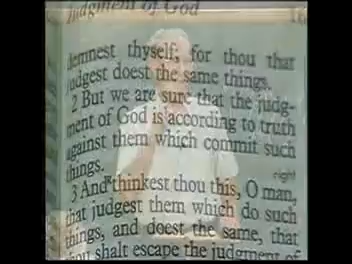 Judgment of God 16
demnest thyself; for thou that
judgest doest the same things.
2 But we are sure that the judg-
ment of God is according to truth
against them which commit such
things. right
3 And thinkest thou this, O man,
that judgest them which do such
things, and doest the same, that
thou shalt escape the judgment of